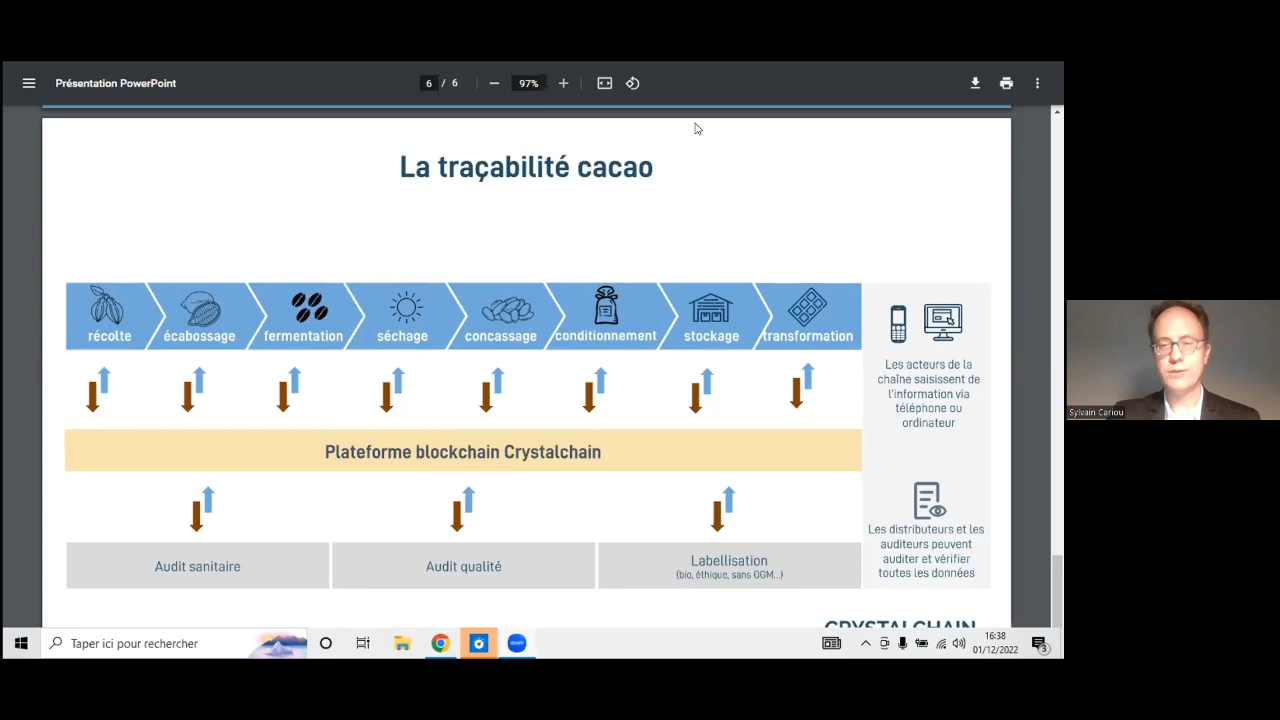 Présentation PowerPoint
6 / 6
97%
La traçabilité cacao
récolte
écabossage
fermentation
séchage
concassage
conditionnement
stockage
transformation
Les acteurs de la
chaîne saisissent de
l'information via
téléphone ou
ordinateur
Plateforme blockchain Crystalchain
Les distributeurs et les
auditeurs peuvent
auditer et vérifier
toutes les données
Audit sanitaire
Audit qualité
Labellisation
(bio, éthique, sans OGM...)
CRYSTALCHAIN
Taper ici pour rechercher
zoom
16:38
01/12/2022
3
Sylvain Cariou